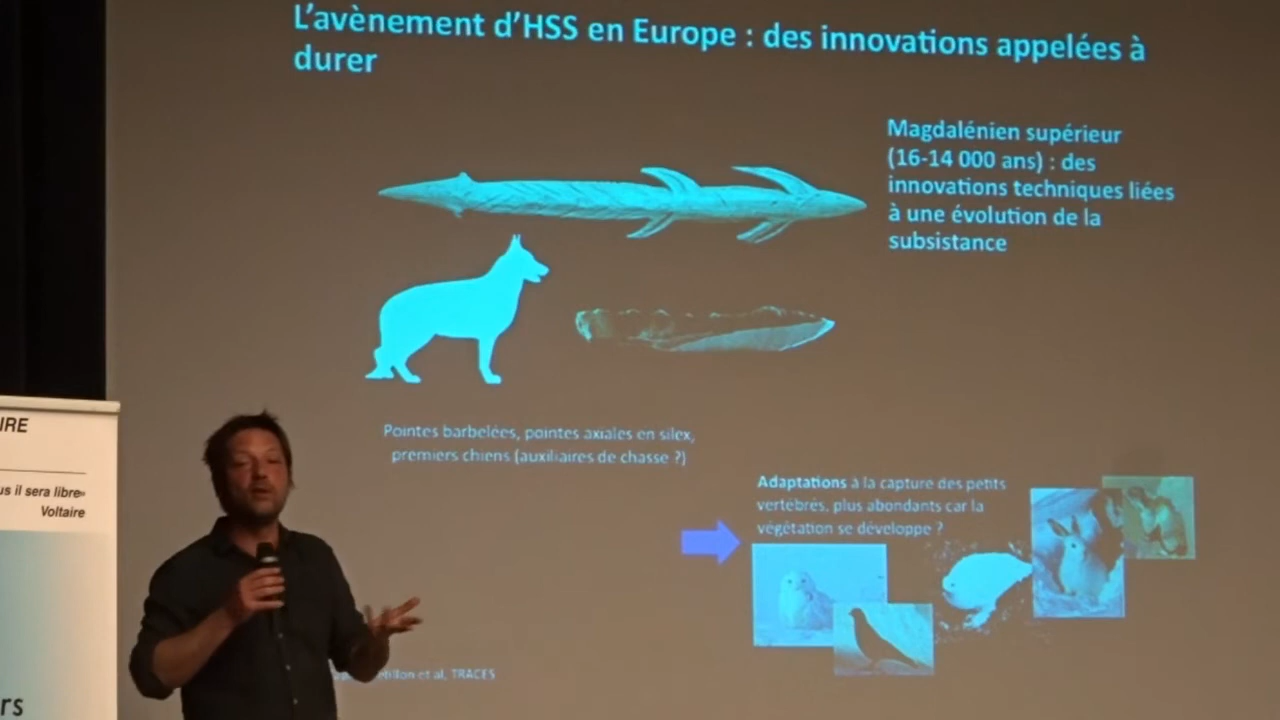 L'avènement d'HSS en Europe : des innovations appelées à
durer
Magdalénien supérieur
(16-14 000 ans) : des
innovations techniques liées
à une évolution de la
subsistance
Pointes barbelées, pointes axiales en silex,
premiers chiens (auxiliaires de chasse ?)
Adaptations à la capture des petits
vertébrés, plus abondants car la
végétation se développe ?
et al, TRACES
IRE
us il sera libre»
Voltaire
rs